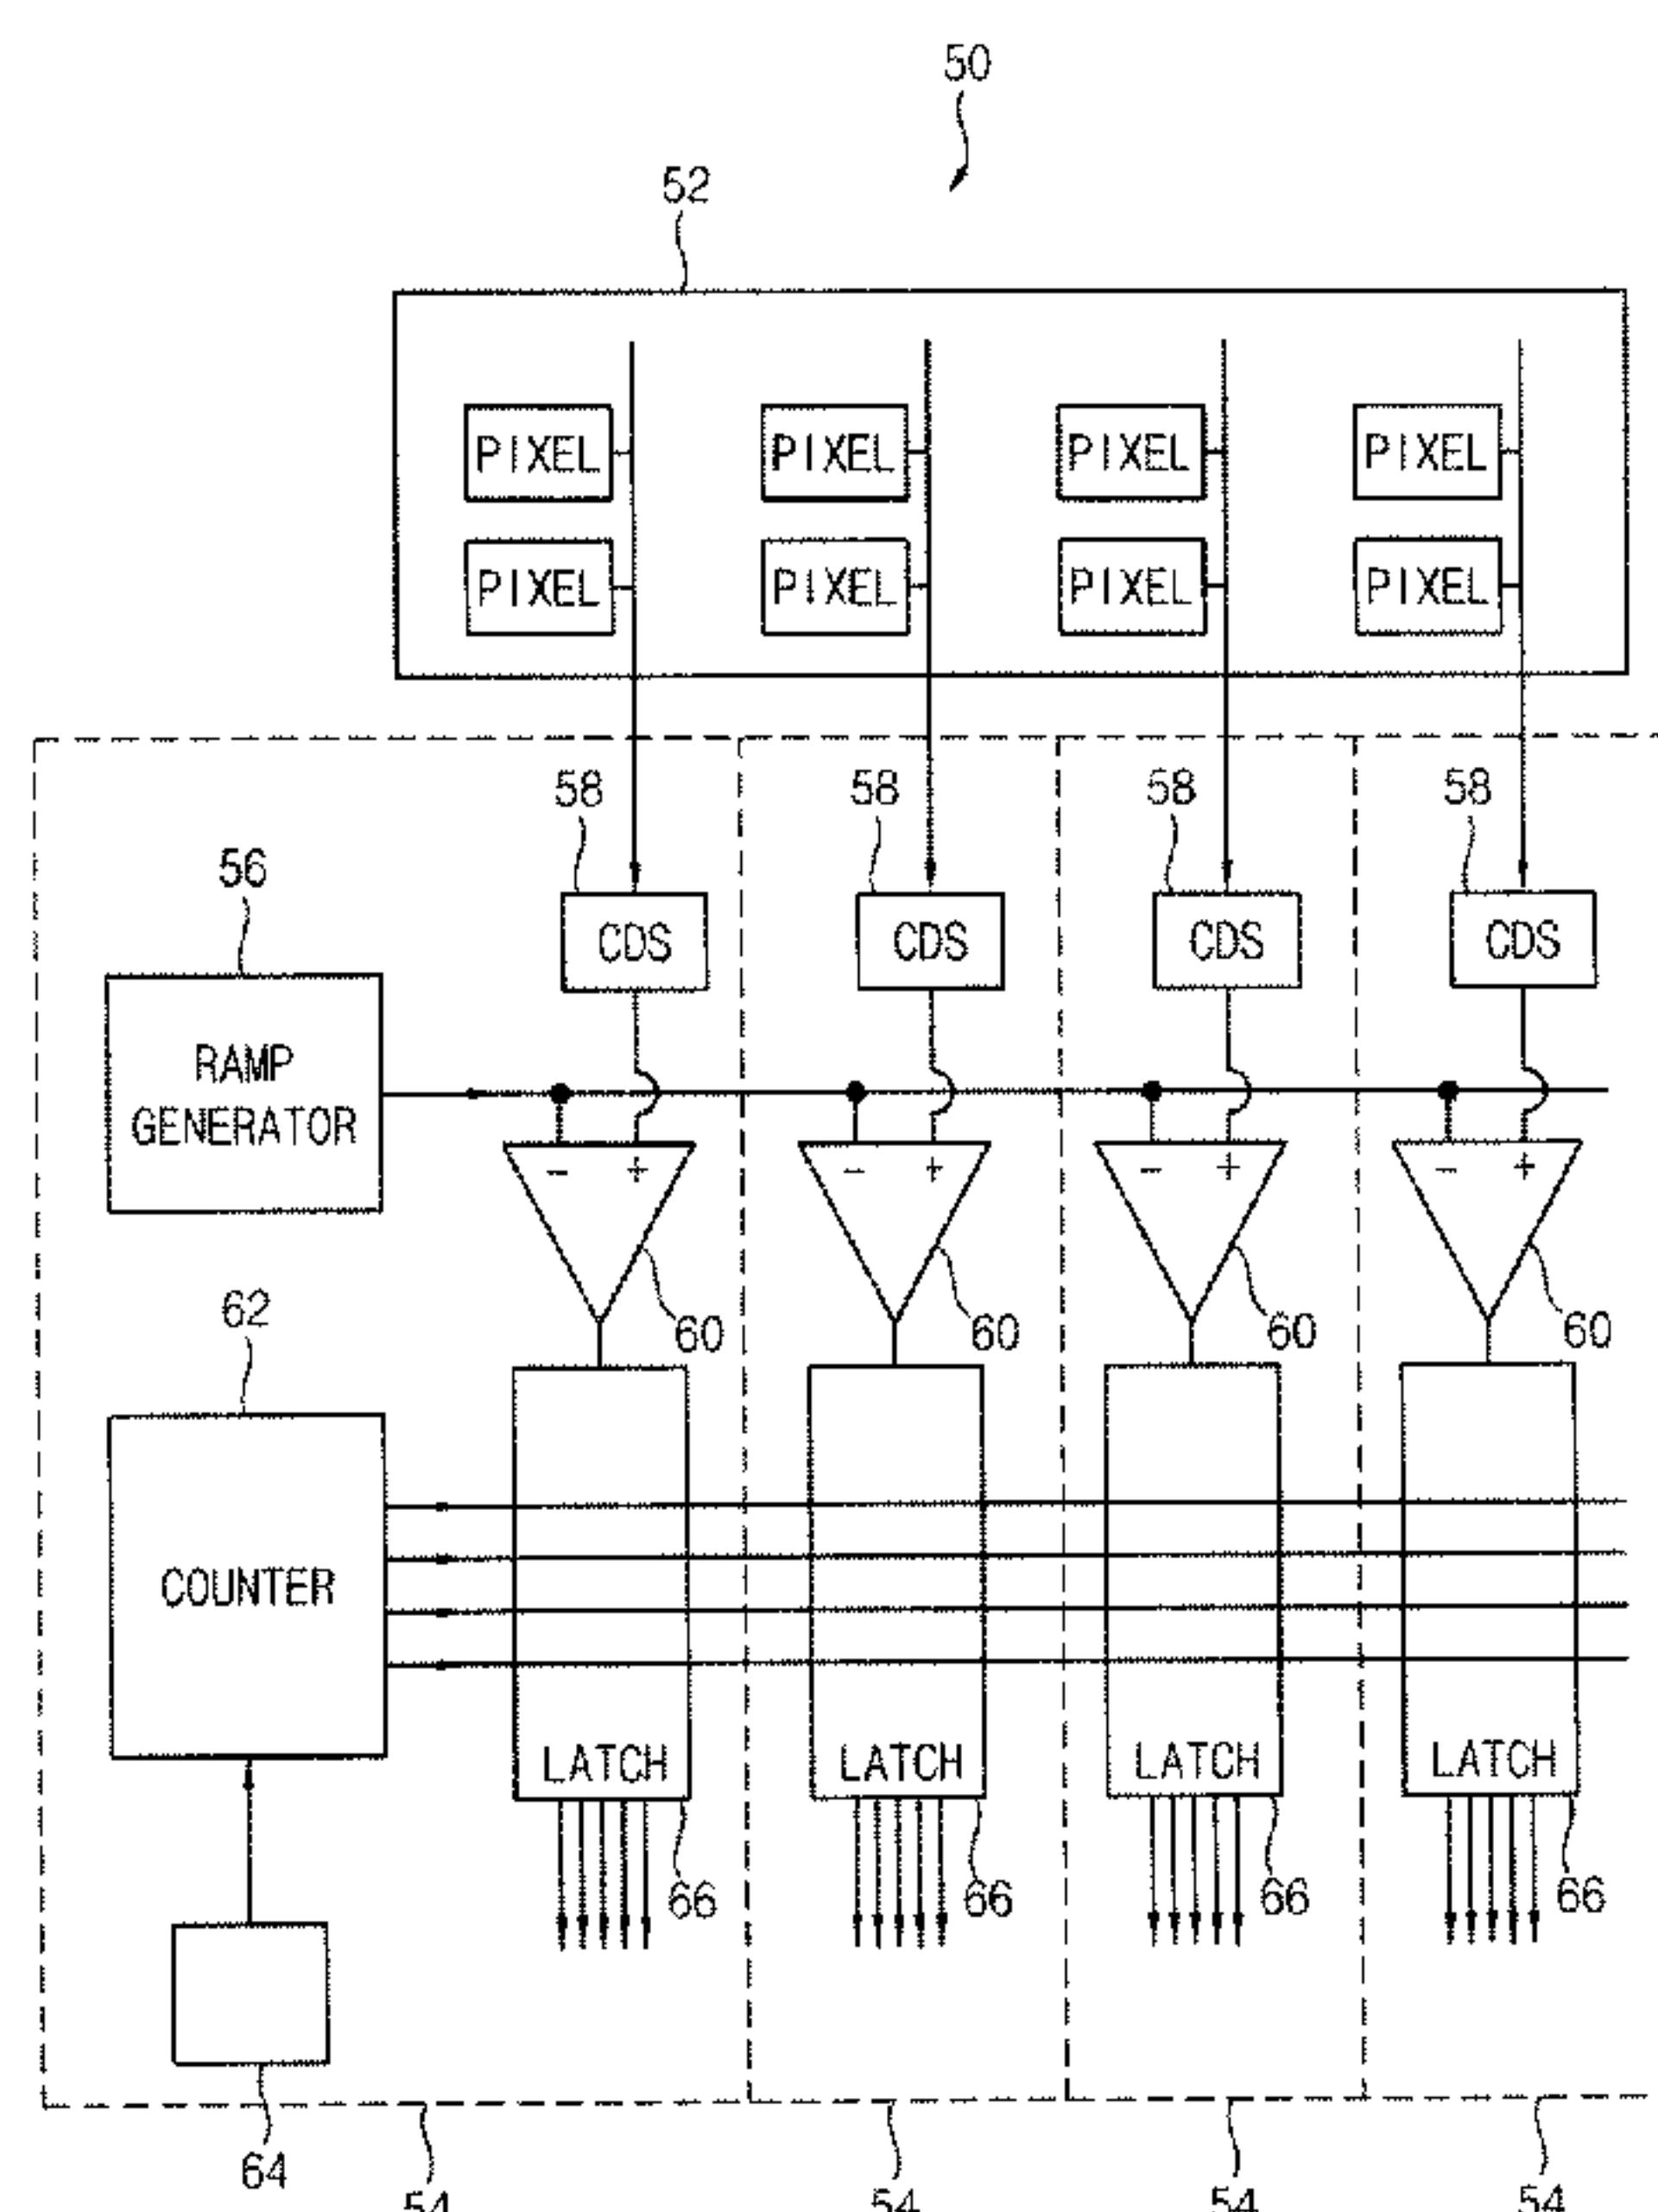 50
52
PIXEL PIXEL PIXEL PIXEL
PIXEL PIXEL PIXEL PIXEL
58 58 58 58
56
CDS CDS CDS CDS
RAMP
GENERATOR
- + - + - + - +
62
60 60 60 60
COUNTER
LATCH LATCH LATCH LATCH
66 66 66 66
64
54 54 54 54